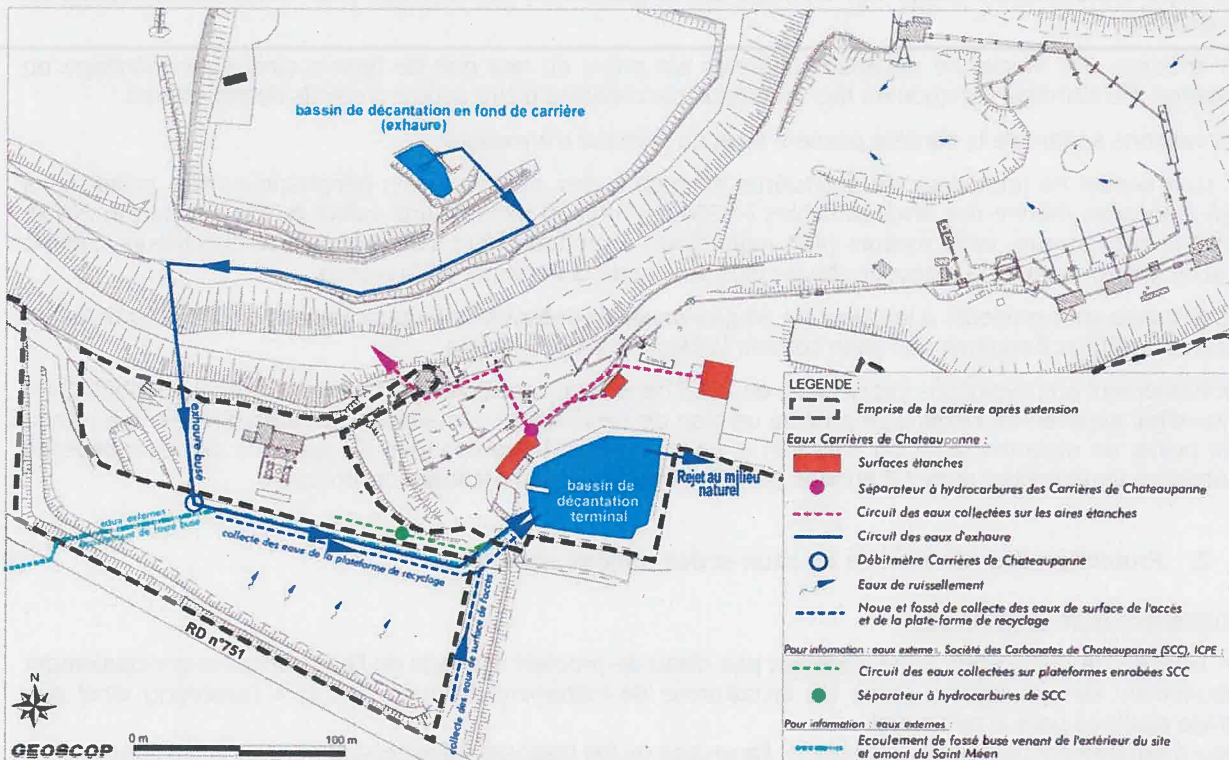 bassin de décantation en fond de carrière
(exhaure)
exhaure busé
bassin de
décantation
terminal
Rejet au milieu
naturel
eaux externes :
de fossé busé
collecte des eaux de la plateforme de recyclage
collecte des eaux de surface de l'accès
RD n°751
N
GEOSCOP
0 m
100 m
LEGENDE :
Emprise de la carrière après extension
Eaux Carrières de Chateaupanne :
Surfaces étanches
Séparateur à hydrocarbures des Carrières de Chateaupanne
Circuit des eaux collectées sur les aires étanches
Circuit des eaux d'exhaure
Débitmètre Carrières de Chateaupanne
Eaux de ruissellement
Noue et fossé de collecte des eaux de surface de l'accès
et de la plate-forme de recyclage
Pour information : eaux externes, Société des Carbonates de Chateaupanne (SCC), ICPE :
Circuit des eaux collectées sur plateformes enrobées SCC
Séparateur à hydrocarbures de SCC
Pour information : eaux externes :
Ecoulement de fossé busé venant de l'extérieur du site
et amont du Saint Méen